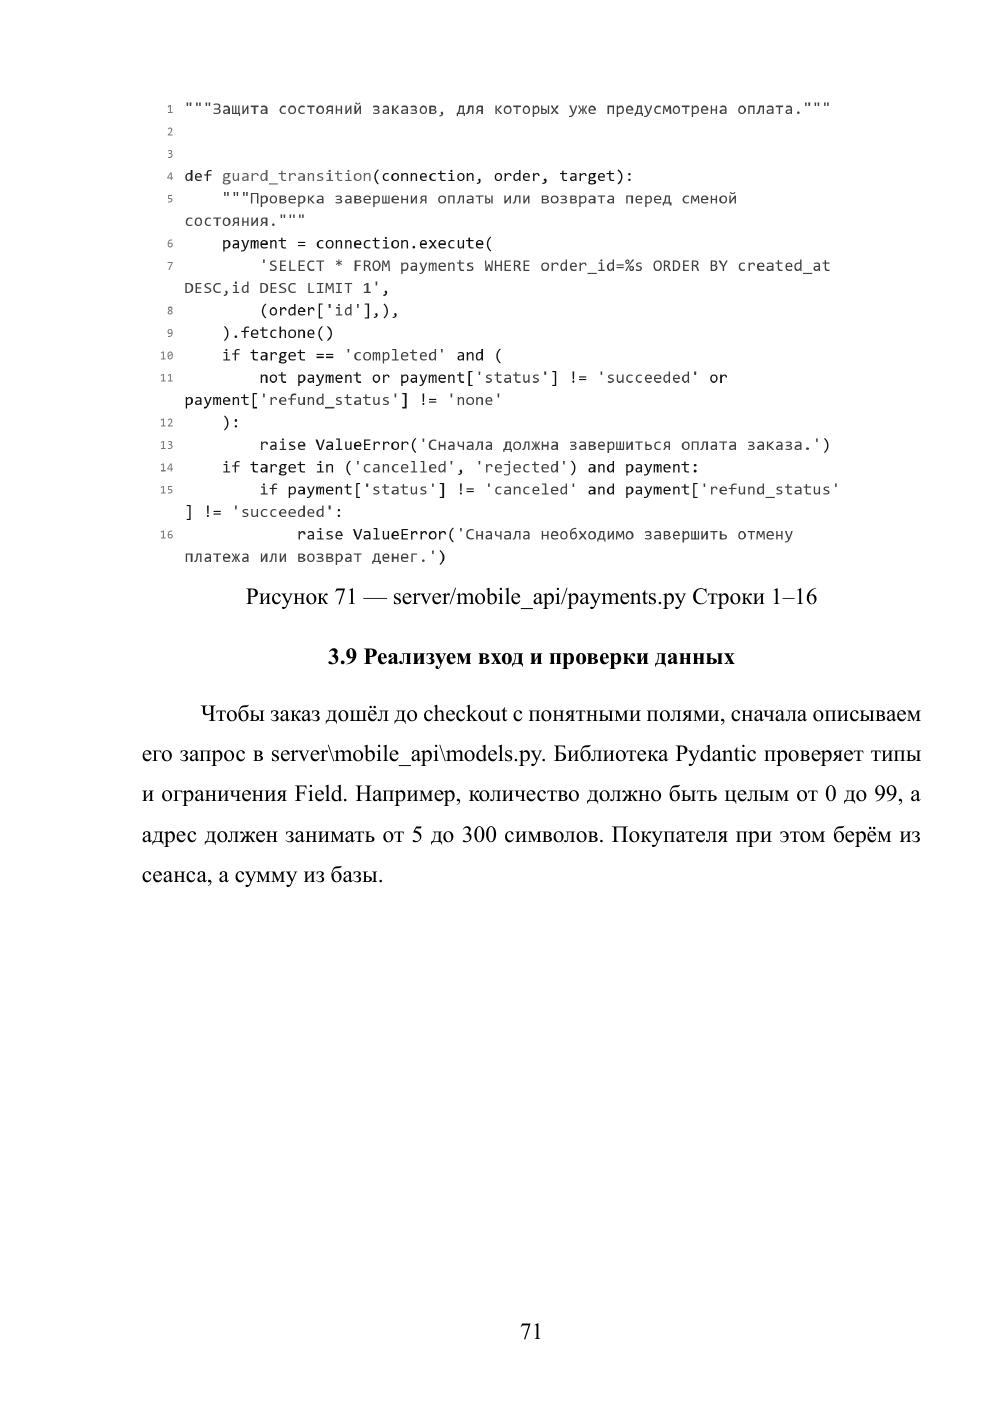 1 """Защита состояний заказов, для которых уже предусмотрена оплата."""
2
3
4 def guard_transition(connection, order, target):
5     """Проверка завершения оплаты или возврата перед сменой
состояния."""
6     payment = connection.execute(
7         'SELECT * FROM payments WHERE order_id=%s ORDER BY created_at
DESC,id DESC LIMIT 1',
8         (order['id'],),
9     ).fetchone()
10     if target == 'completed' and (
11         not payment or payment['status'] != 'succeeded' or
payment['refund_status'] != 'none'
12     ):
13         raise ValueError('Сначала должна завершиться оплата заказа.')
14     if target in ('cancelled', 'rejected') and payment:
15         if payment['status'] != 'canceled' and payment['refund_status'
] != 'succeeded':
16             raise ValueError('Сначала необходимо завершить отмену
платежа или возврат денег.')
Рисунок 71 — server/mobile_api/payments.py Строки 1–16
3.9 Реализуем вход и проверки данных
Чтобы заказ дошёл до checkout с понятными полями, сначала описываем
его запрос в server\mobile_api\models.py. Библиотека Pydantic проверяет типы
и ограничения Field. Например, количество должно быть целым от 0 до 99, а
адрес должен занимать от 5 до 300 символов. Покупателя при этом берём из
сеанса, а сумму из базы.
71